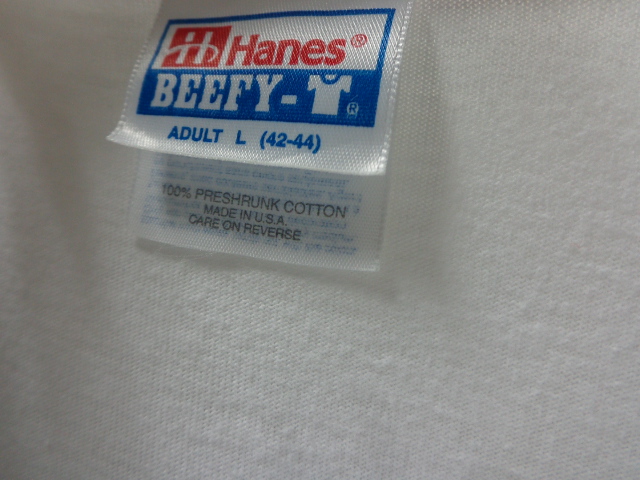 Hanes®
BEEFY-T®
ADULT L (42-44)
100% PRESHRUNK COTTON
MADE IN U.S.A.
CARE ON REVERSE